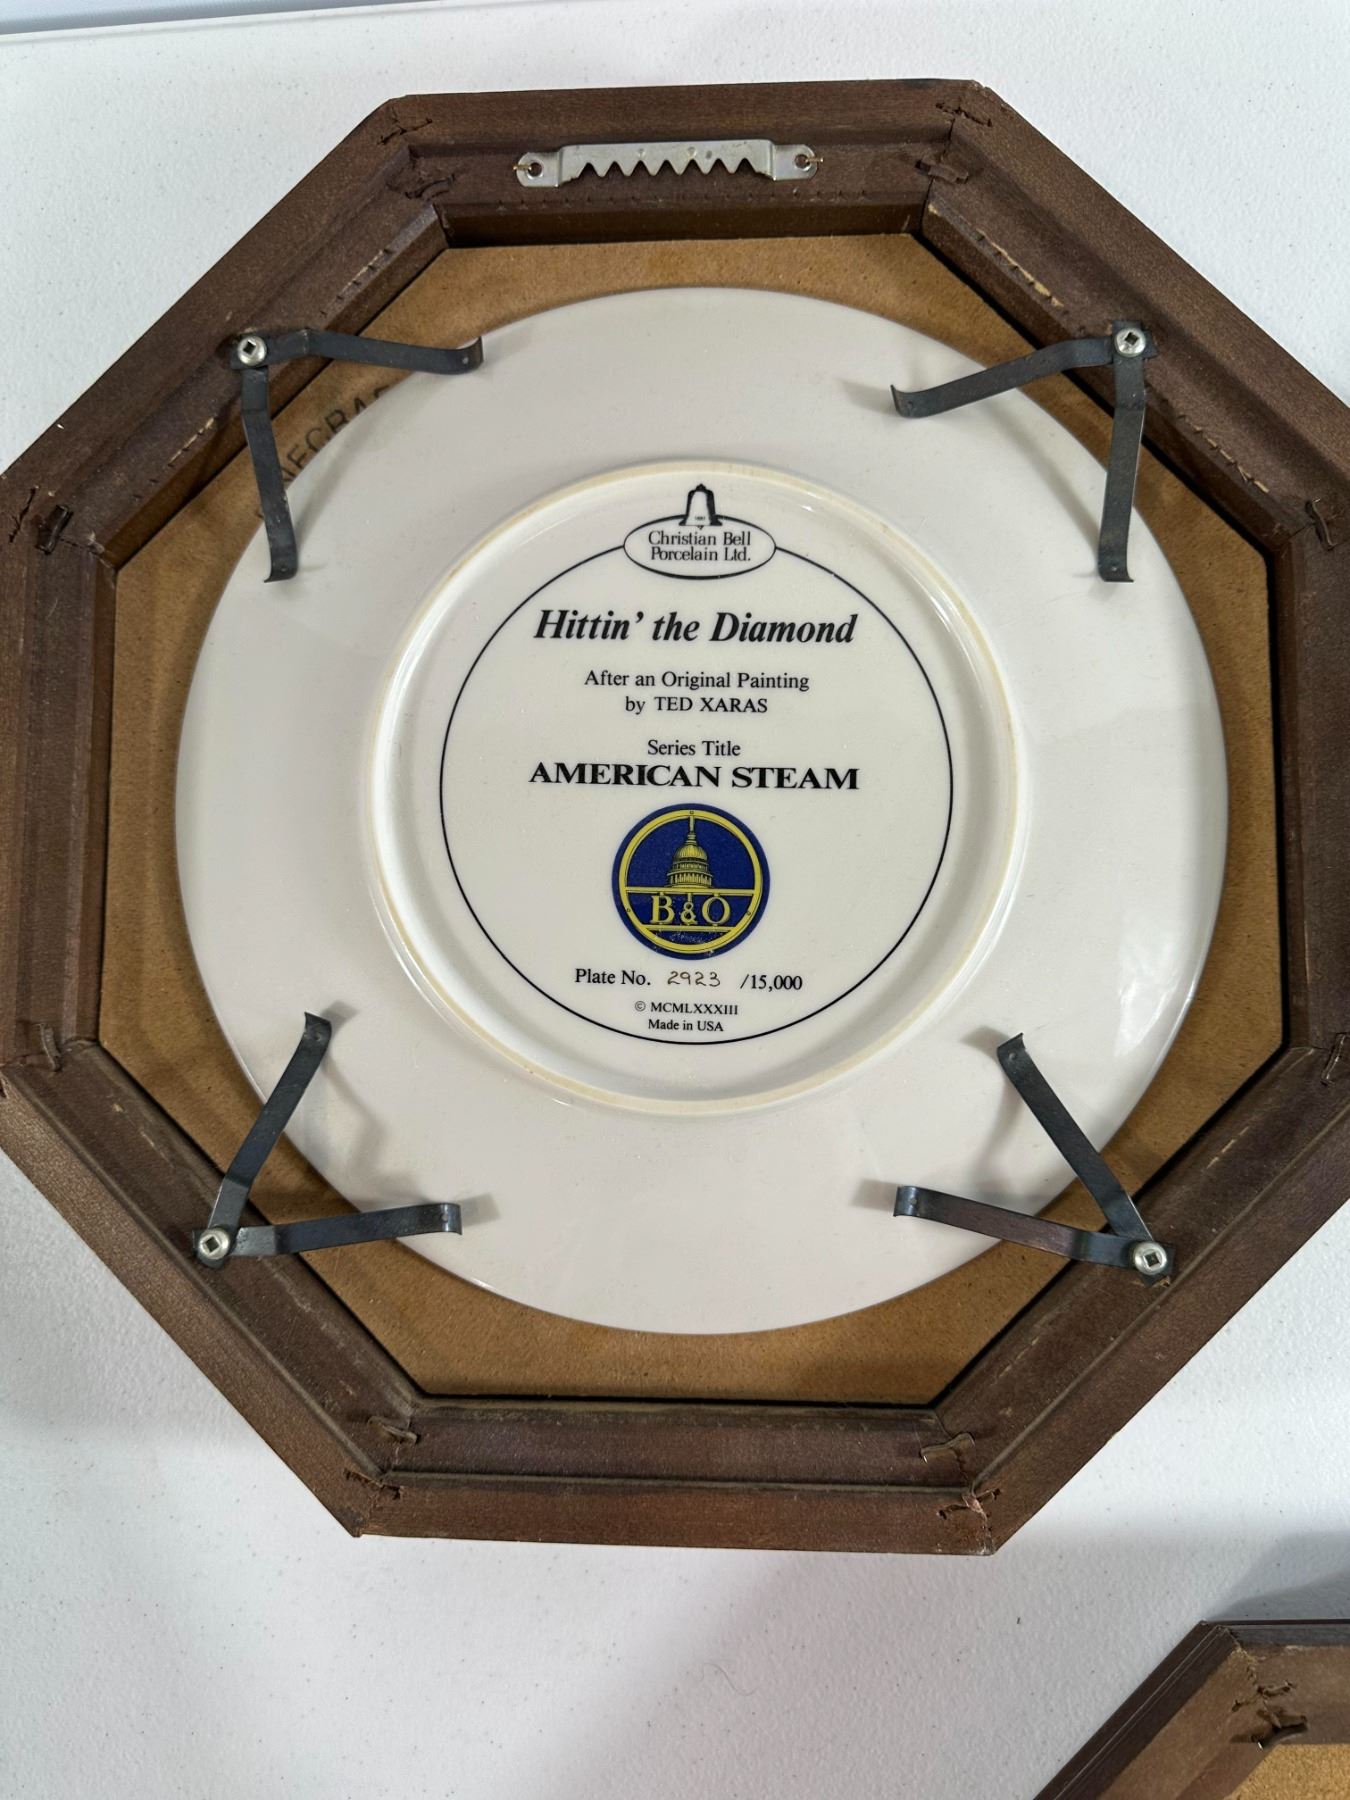 Christian Bell
Porcelain Ltd.
Hittin' the Diamond
After an Original Painting
by TED XARAS
Series Title
AMERICAN STEAM
B&O
Plate No. 2923 /15,000
© MCMLXXXIII
Made in USA